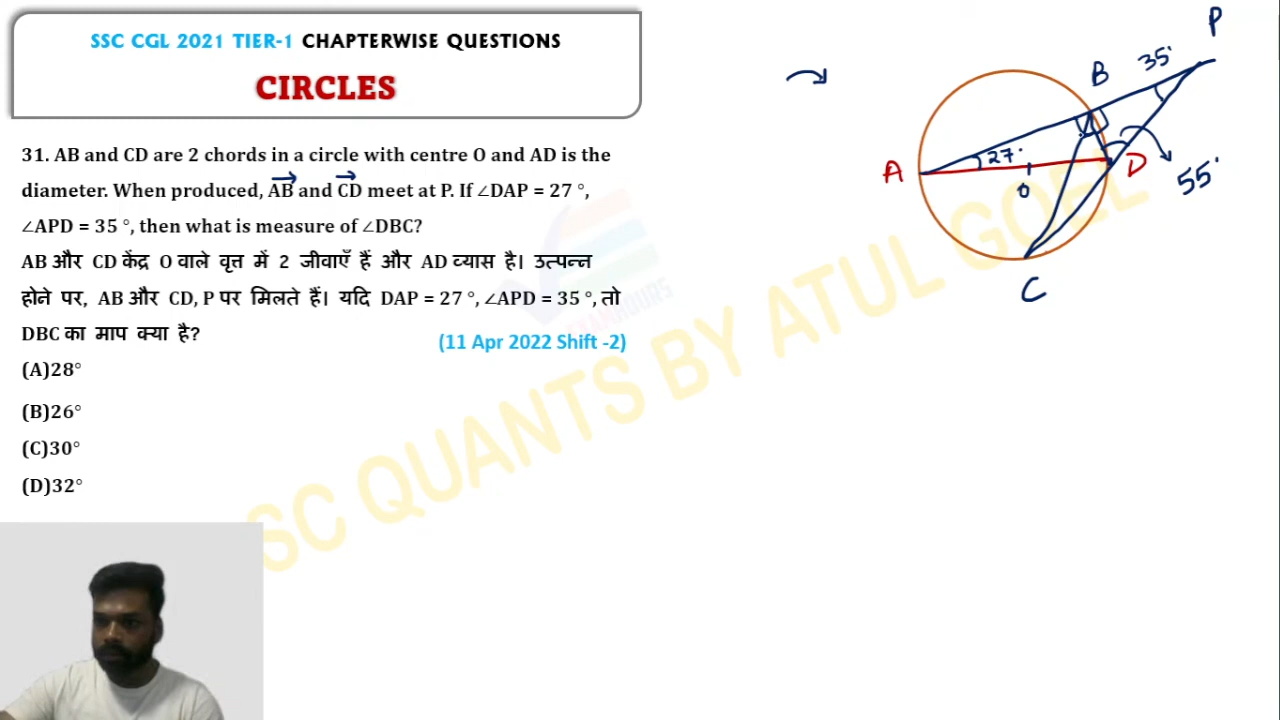 SSC CGL 2021 TIER-1 CHAPTERWISE QUESTIONS
CIRCLES
31. AB and CD are 2 chords in a circle with centre O and AD is the
diameter. When produced, AB and CD meet at P. If ∠DAP = 27 °,
∠APD = 35 °, then what is measure of ∠DBC?
AB और CD केंद्र O वाले वृत्त में 2 जीवाएँ हैं और AD व्यास है। उत्पन्न
होने पर, AB और CD, P पर मिलते हैं। यदि DAP = 27 °, ∠APD = 35 °, तो
DBC का माप क्या है?
(11 Apr 2022 Shift -2)
(A)28°
(B)26°
(C)30°
(D)32°
P
35°
B
A
27°
O
D
55°
C
SC QUANTS BY ATUL GOEL